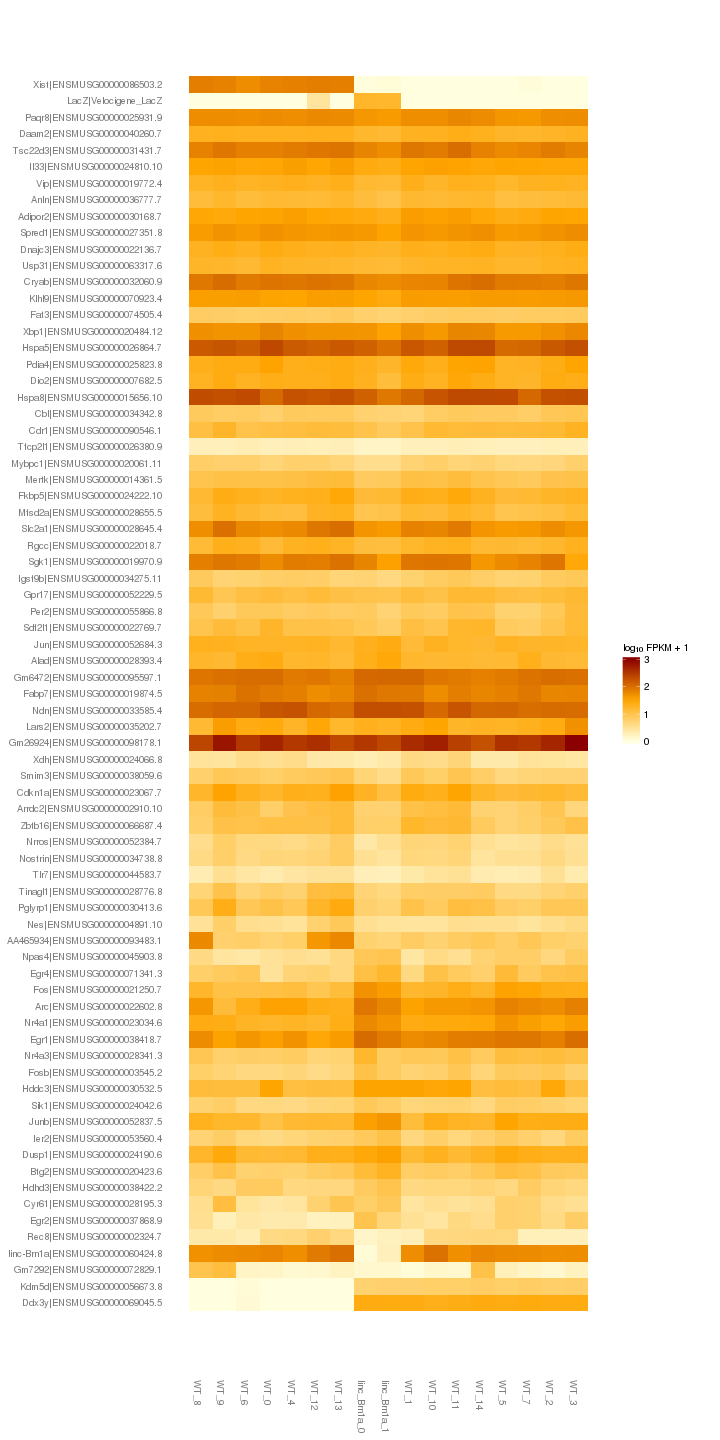 Xist|ENSMUSG00000086503.2
LacZ|Velocigene_LacZ
Paqr8|ENSMUSG00000025931.9
Daam2|ENSMUSG00000040260.7
Tsc22d3|ENSMUSG00000031431.7
Il33|ENSMUSG00000024810.10
Vip|ENSMUSG00000019772.4
Anln|ENSMUSG00000036777.7
Adipor2|ENSMUSG00000030168.7
Spred1|ENSMUSG00000027351.8
Dnajc3|ENSMUSG00000022136.7
Usp31|ENSMUSG00000063317.6
Cryab|ENSMUSG00000032060.9
Klhl9|ENSMUSG00000070923.4
Fat3|ENSMUSG00000074505.4
Xbp1|ENSMUSG00000020484.12
Hspa5|ENSMUSG00000026864.7
Pdia4|ENSMUSG00000025823.8
Dio2|ENSMUSG00000007682.5
Hspa8|ENSMUSG00000015656.10
Cbl|ENSMUSG00000034342.8
Cdr1|ENSMUSG00000090546.1
Tfcp2l1|ENSMUSG00000026380.9
Mybpc1|ENSMUSG00000020061.11
Mertk|ENSMUSG00000014361.5
Fkbp5|ENSMUSG00000024222.10
Mfsd2a|ENSMUSG00000028655.5
Slc2a1|ENSMUSG00000028645.4
Rgcc|ENSMUSG00000022018.7
Sgk1|ENSMUSG00000019970.9
Igsf9b|ENSMUSG00000034275.11
Gpr17|ENSMUSG00000052229.5
Per2|ENSMUSG00000055866.8
Sdf2l1|ENSMUSG00000022769.7
Jun|ENSMUSG00000052684.3
Alad|ENSMUSG00000028393.4
Gm6472|ENSMUSG00000095597.1
Fabp7|ENSMUSG00000019874.5
Ndn|ENSMUSG00000033585.4
Lars2|ENSMUSG00000035202.7
Gm26924|ENSMUSG00000098178.1
Xdh|ENSMUSG00000024066.8
Smim3|ENSMUSG00000038059.6
Cdkn1a|ENSMUSG00000023067.7
Arrdc2|ENSMUSG00000002910.10
Zbtb16|ENSMUSG00000066687.4
Nrros|ENSMUSG00000052384.7
Nostrin|ENSMUSG00000034738.8
Tlr7|ENSMUSG00000044583.7
Tinagl1|ENSMUSG00000028776.8
Pglyrp1|ENSMUSG00000030413.6
Nes|ENSMUSG00000004891.10
AA465934|ENSMUSG00000093483.1
Npas4|ENSMUSG00000045903.8
Egr4|ENSMUSG00000071341.3
Fos|ENSMUSG00000021250.7
Arc|ENSMUSG00000022602.8
Nr4a1|ENSMUSG00000023034.6
Egr1|ENSMUSG00000038418.7
Nr4a3|ENSMUSG00000028341.3
Fosb|ENSMUSG00000003545.2
Hddc3|ENSMUSG00000030532.5
Sik1|ENSMUSG00000024042.6
Junb|ENSMUSG00000052837.5
Ier2|ENSMUSG00000053560.4
Dusp1|ENSMUSG00000024190.6
Btg2|ENSMUSG00000020423.6
Hdhd3|ENSMUSG00000038422.2
Cyr61|ENSMUSG00000028195.3
Egr2|ENSMUSG00000037868.9
Rec8|ENSMUSG00000002324.7
linc-Brn1a|ENSMUSG00000060424.8
Gm7292|ENSMUSG00000072829.1
Kdm5d|ENSMUSG00000056673.8
Ddx3y|ENSMUSG00000069045.5
log₁₀ FPKM + 1
3
2
1
0
WT_8
WT_9
WT_6
WT_0
WT_4
WT_12
WT_13
linc_Brn1a_0
linc_Brn1a_1
WT_1
WT_10
WT_11
WT_14
WT_5
WT_7
WT_2
WT_3